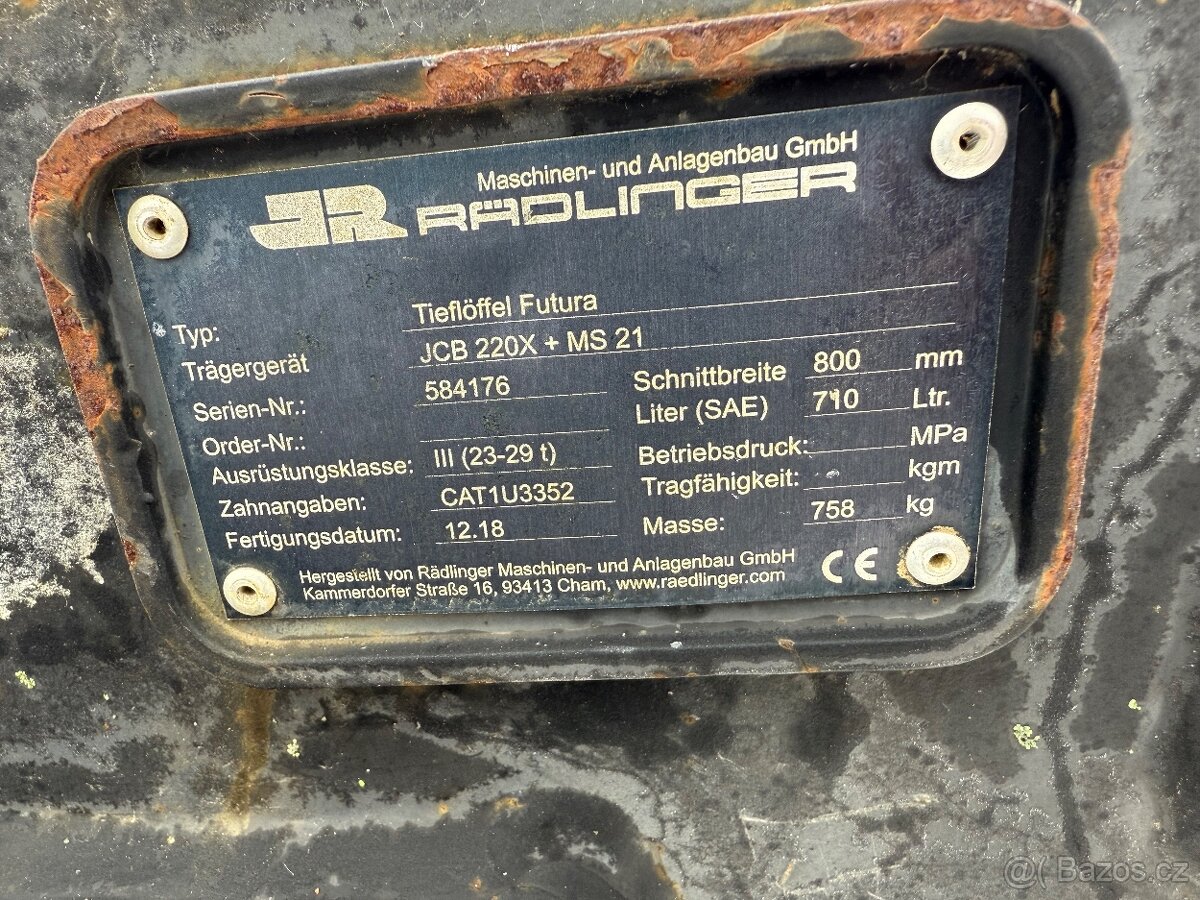 Maschinen- und Anlagenbau GmbH
JR RÄDLINGER
Typ: Tieflöffel Futura
Trägergerät JCB 220X + MS 21
Serien-Nr.: 584176 Schnittbreite 800 mm
Order-Nr.: Liter (SAE) 710 Ltr.
Ausrüstungsklasse: III (23-29 t) Betriebsdruck: MPa
Zahnangaben: CAT1U3352 Tragfähigkeit: kgm
Fertigungsdatum: 12.18 Masse: 758 kg
Hergestellt von Rädlinger Maschinen- und Anlagenbau GmbH
Kammerdorfer Straße 16, 93413 Cham, www.raedlinger.com
CE
Bazos.cz